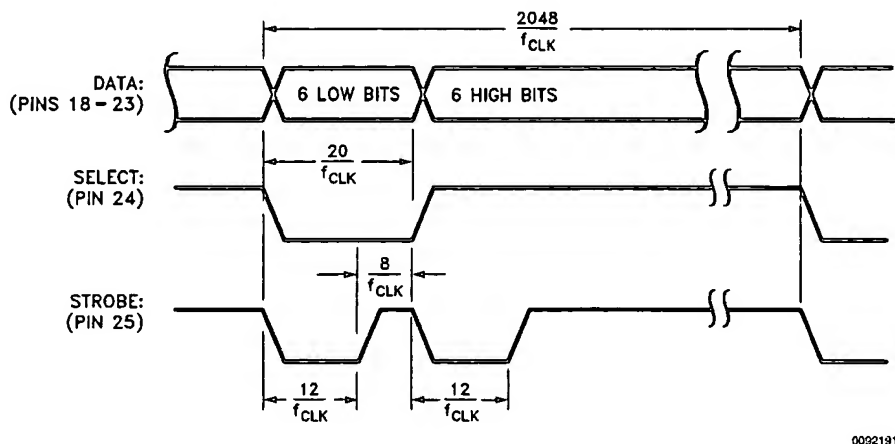 2048
fCLK
DATA:
(PINS 18-23)
6 LOW BITS
6 HIGH BITS
20
fCLK
SELECT:
(PIN 24)
8
fCLK
STROBE:
(PIN 25)
12
fCLK
12
fCLK
0092191